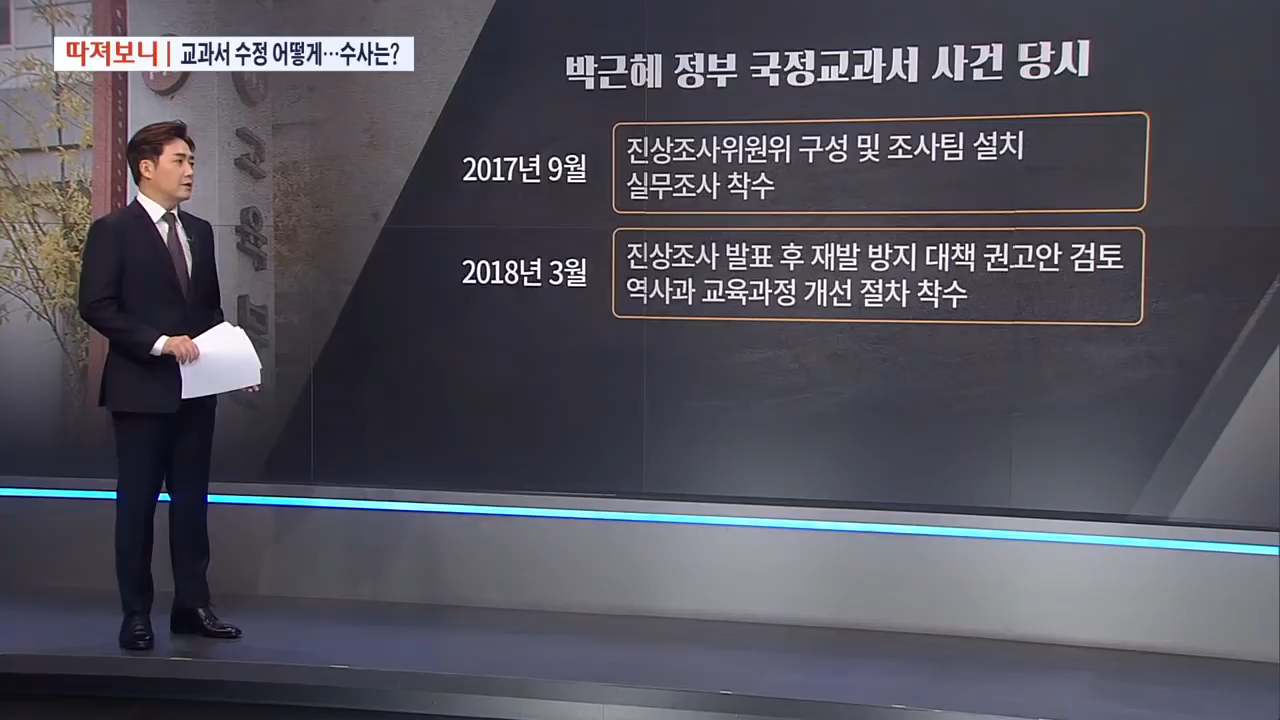 따져보니 | 교과서 수정 어떻게…수사는?
박근혜 정부 국정교과서 사건 당시
2017년 9월
진상조사위원위 구성 및 조사팀 설치
실무조사 착수
2018년 3월
진상조사 발표 후 재발 방지 대책 권고안 검토
역사과 교육과정 개선 절차 착수
교육부